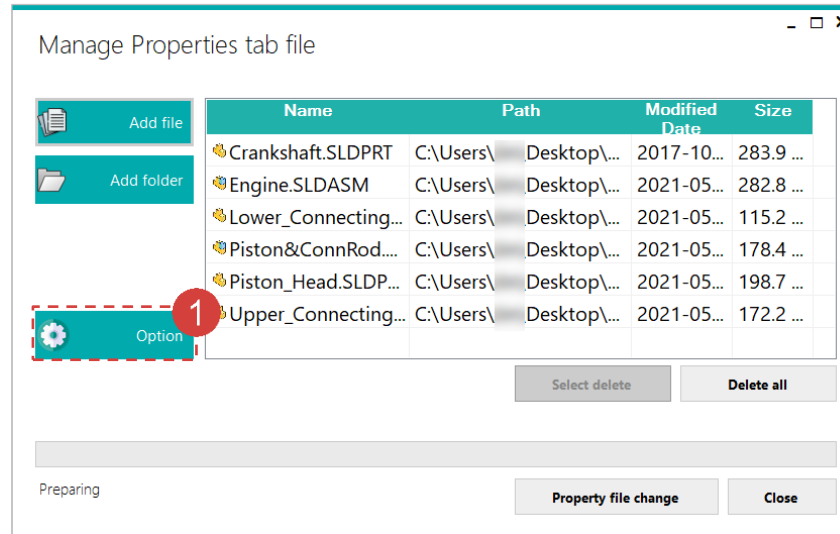 Manage Properties tab file
Add file
Add folder
1
Option
Name Path Modified Date Size
Crankshaft.SLDPRT C:\Users\ Desktop\... 2017-10... 283.9 ...
Engine.SLDASM C:\Users\ Desktop\... 2021-05... 282.8 ...
Lower_Connecting... C:\Users\ Desktop\... 2021-05... 115.2 ...
Piston&ConnRod.... C:\Users\ Desktop\... 2021-05... 178.4 ...
Piston_Head.SLDP... C:\Users\ Desktop\... 2021-05... 198.7 ...
Upper_Connecting... C:\Users\ Desktop\... 2021-05... 172.2 ...
Select delete Delete all
Preparing
Property file change Close